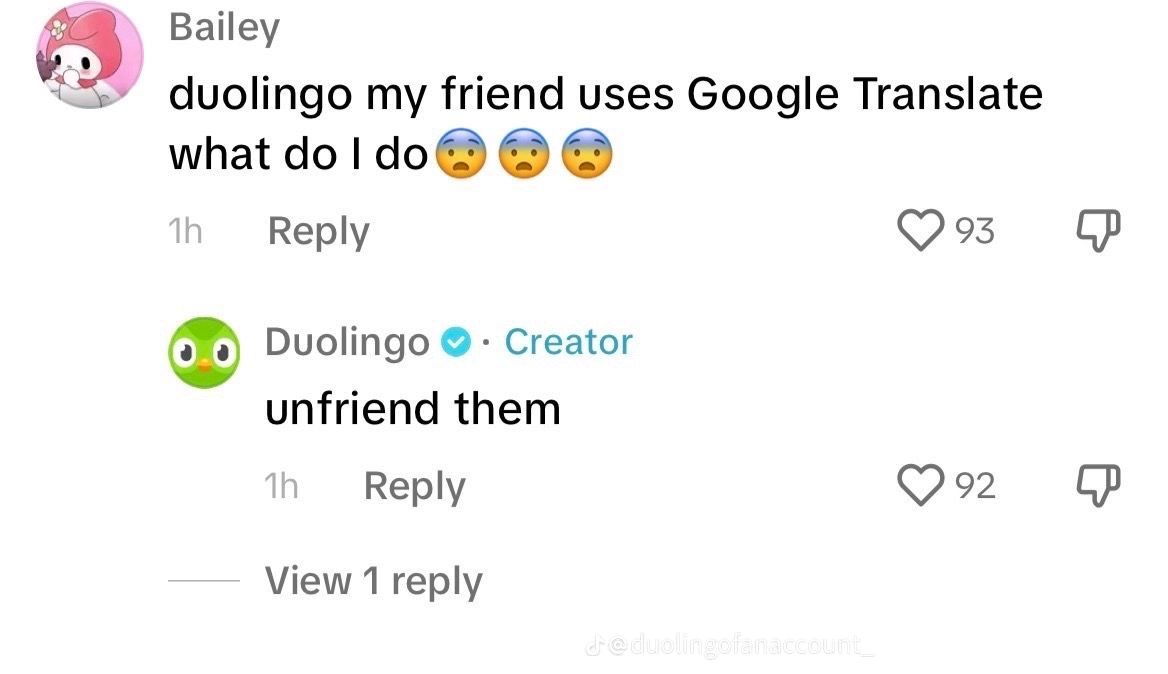 Bailey
duolingo my friend uses Google Translate
what do I do😨😨😨
1h Reply 93
Duolingo · Creator
unfriend them
1h Reply 92
View 1 reply
@duolingofanaccount_